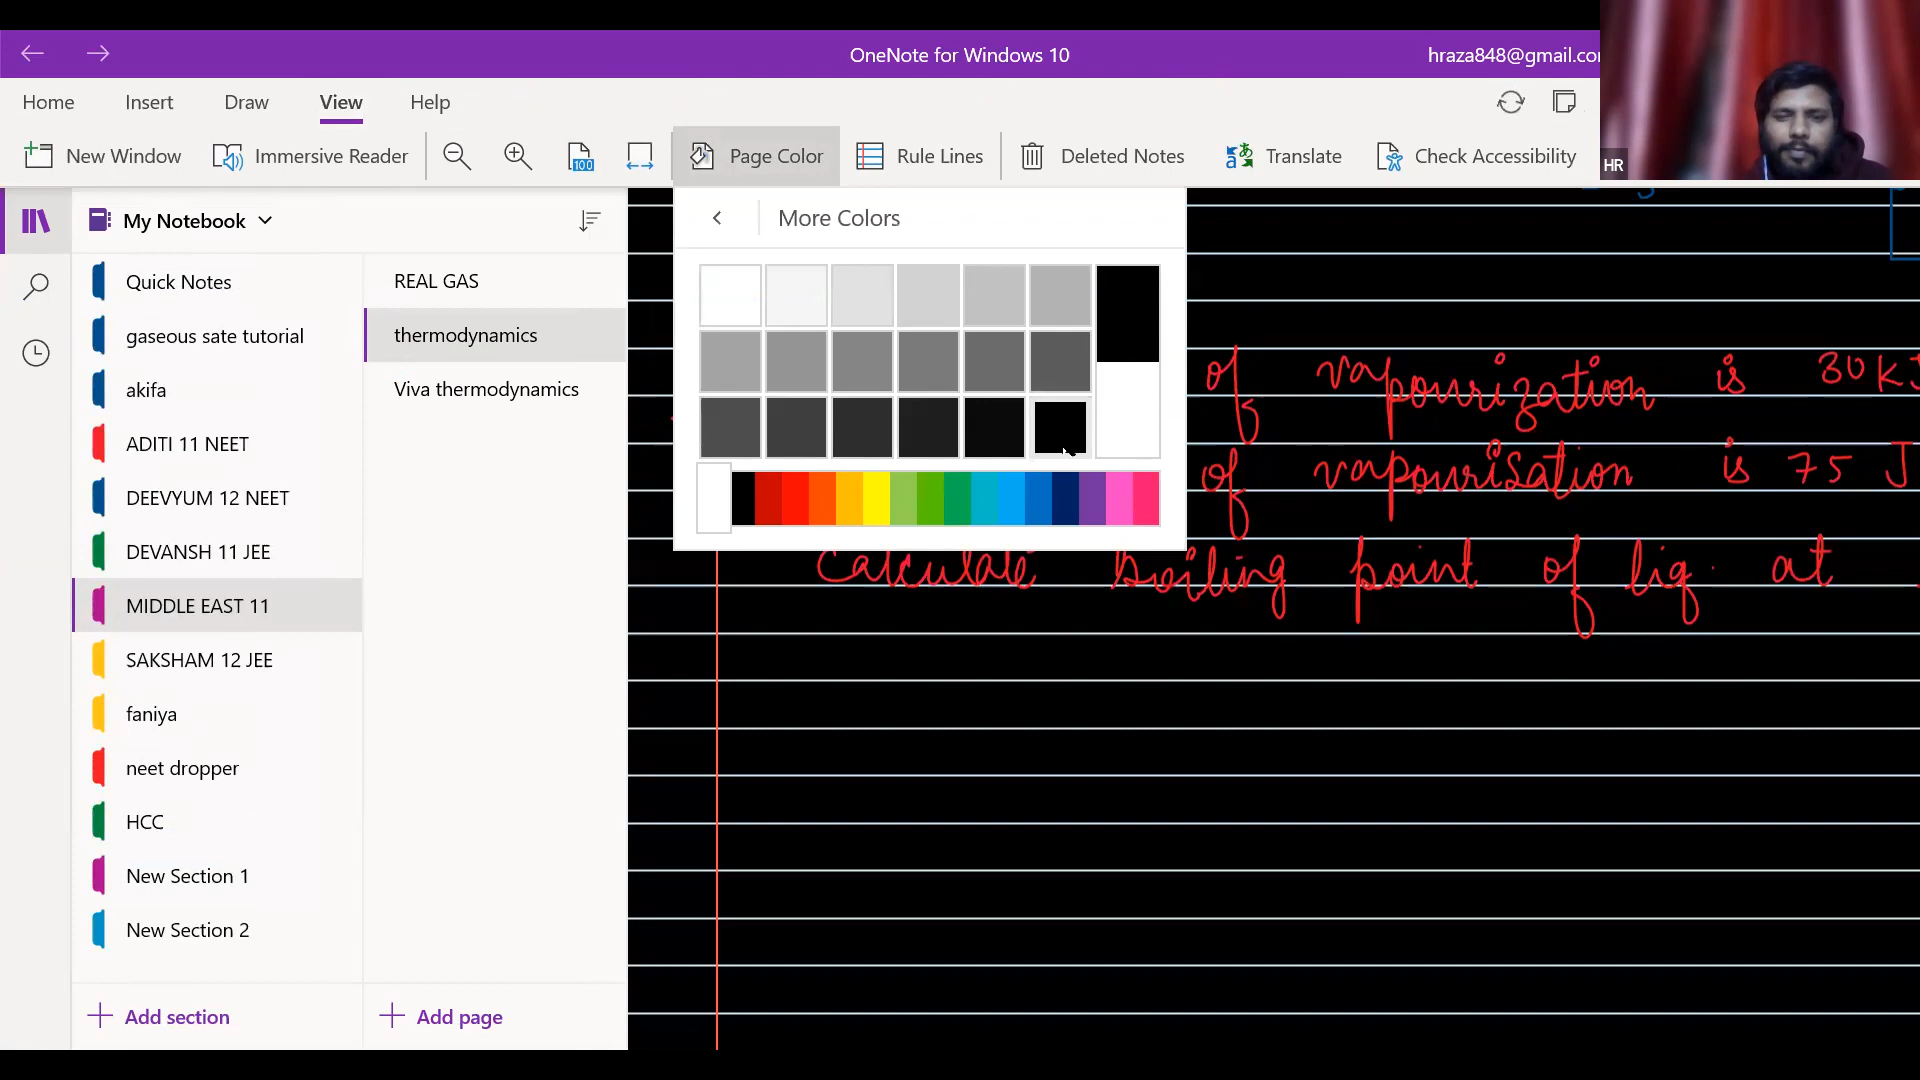 OneNote for Windows 10
hraza848@gmail.co
Home Insert Draw View Help
New Window Immersive Reader 100 Page Color Rule Lines Deleted Notes Translate Check Accessibility
HR
My Notebook
Quick Notes
gaseous sate tutorial
akifa
ADITI 11 NEET
DEEVYUM 12 NEET
DEVANSH 11 JEE
MIDDLE EAST 11
SAKSHAM 12 JEE
faniya
neet dropper
HCC
New Section 1
New Section 2
Add section
REAL GAS
thermodynamics
Viva thermodynamics
Add page
More Colors
of vapourization is 30 KJ
of vapourisation is 75 J
Calculate boiling point of liq. at